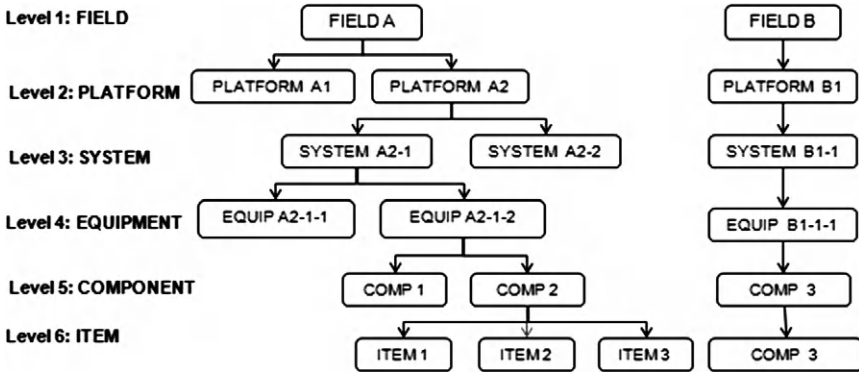 Level 1: FIELD FIELD A FIELD B
Level 2: PLATFORM PLATFORM A1 PLATFORM A2 PLATFORM B1
Level 3: SYSTEM SYSTEM A2-1 SYSTEM A2-2 SYSTEM B1-1
Level 4: EQUIPMENT EQUIP A2-1-1 EQUIP A2-1-2 EQUIP B1-1-1
Level 5: COMPONENT COMP 1 COMP 2 COMP 3
Level 6: ITEM ITEM 1 ITEM 2 ITEM 3 COMP 3